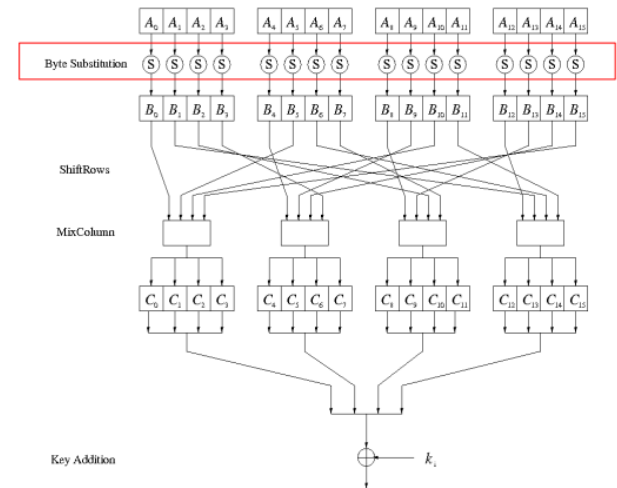 A₀ A₁ A₂ A₃ A₄ A₅ A₆ A₇ A₈ A₉ A₁₀ A₁₁ A₁₂ A₁₃ A₁₄ A₁₅
Byte Substitution S S S S S S S S S S S S S S S S
B₀ B₁ B₂ B₃ B₄ B₅ B₆ B₇ B₈ B₉ B₁₀ B₁₁ B₁₂ B₁₃ B₁₄ B₁₅
ShiftRows
MixColumn
C₀ C₁ C₂ C₃ C₄ C₅ C₆ C₇ C₈ C₉ C₁₀ C₁₁ C₁₂ C₁₃ C₁₄ C₁₅
Key Addition kᵢ